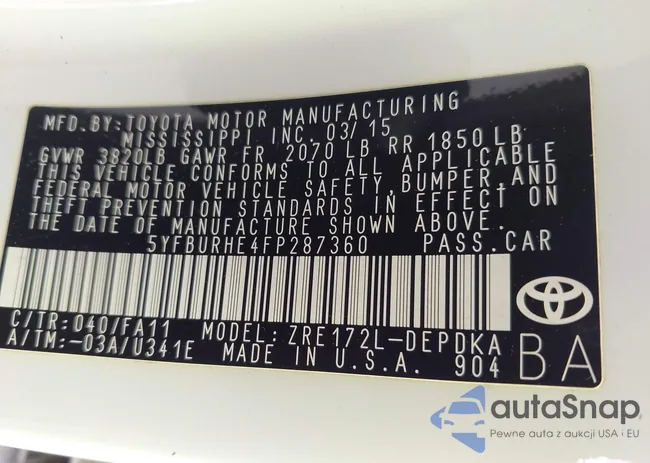 MFD.BY:TOYOTA MOTOR MANUFACTURING
MISSISSIPPI INC. 03/15
GVWR 3820LB GAWR FR 2070 LB RR 1850 LB
THIS VEHICLE CONFORMS TO ALL APPLICABLE
FEDERAL MOTOR VEHICLE SAFETY,BUMPER,AND
THEFT PREVENTION STANDARDS IN EFFECT ON
THE DATE OF MANUFACTURE SHOWN ABOVE.
5YFBURHE4FP287360 PASS.CAR
C/TR:040/FA11 MODEL:ZRE172L-DEPDKA
A/TM:-03A/U341E MADE IN U.S.A. 904
BA
autaSnap
Pewne auta z aukcji USA i EU